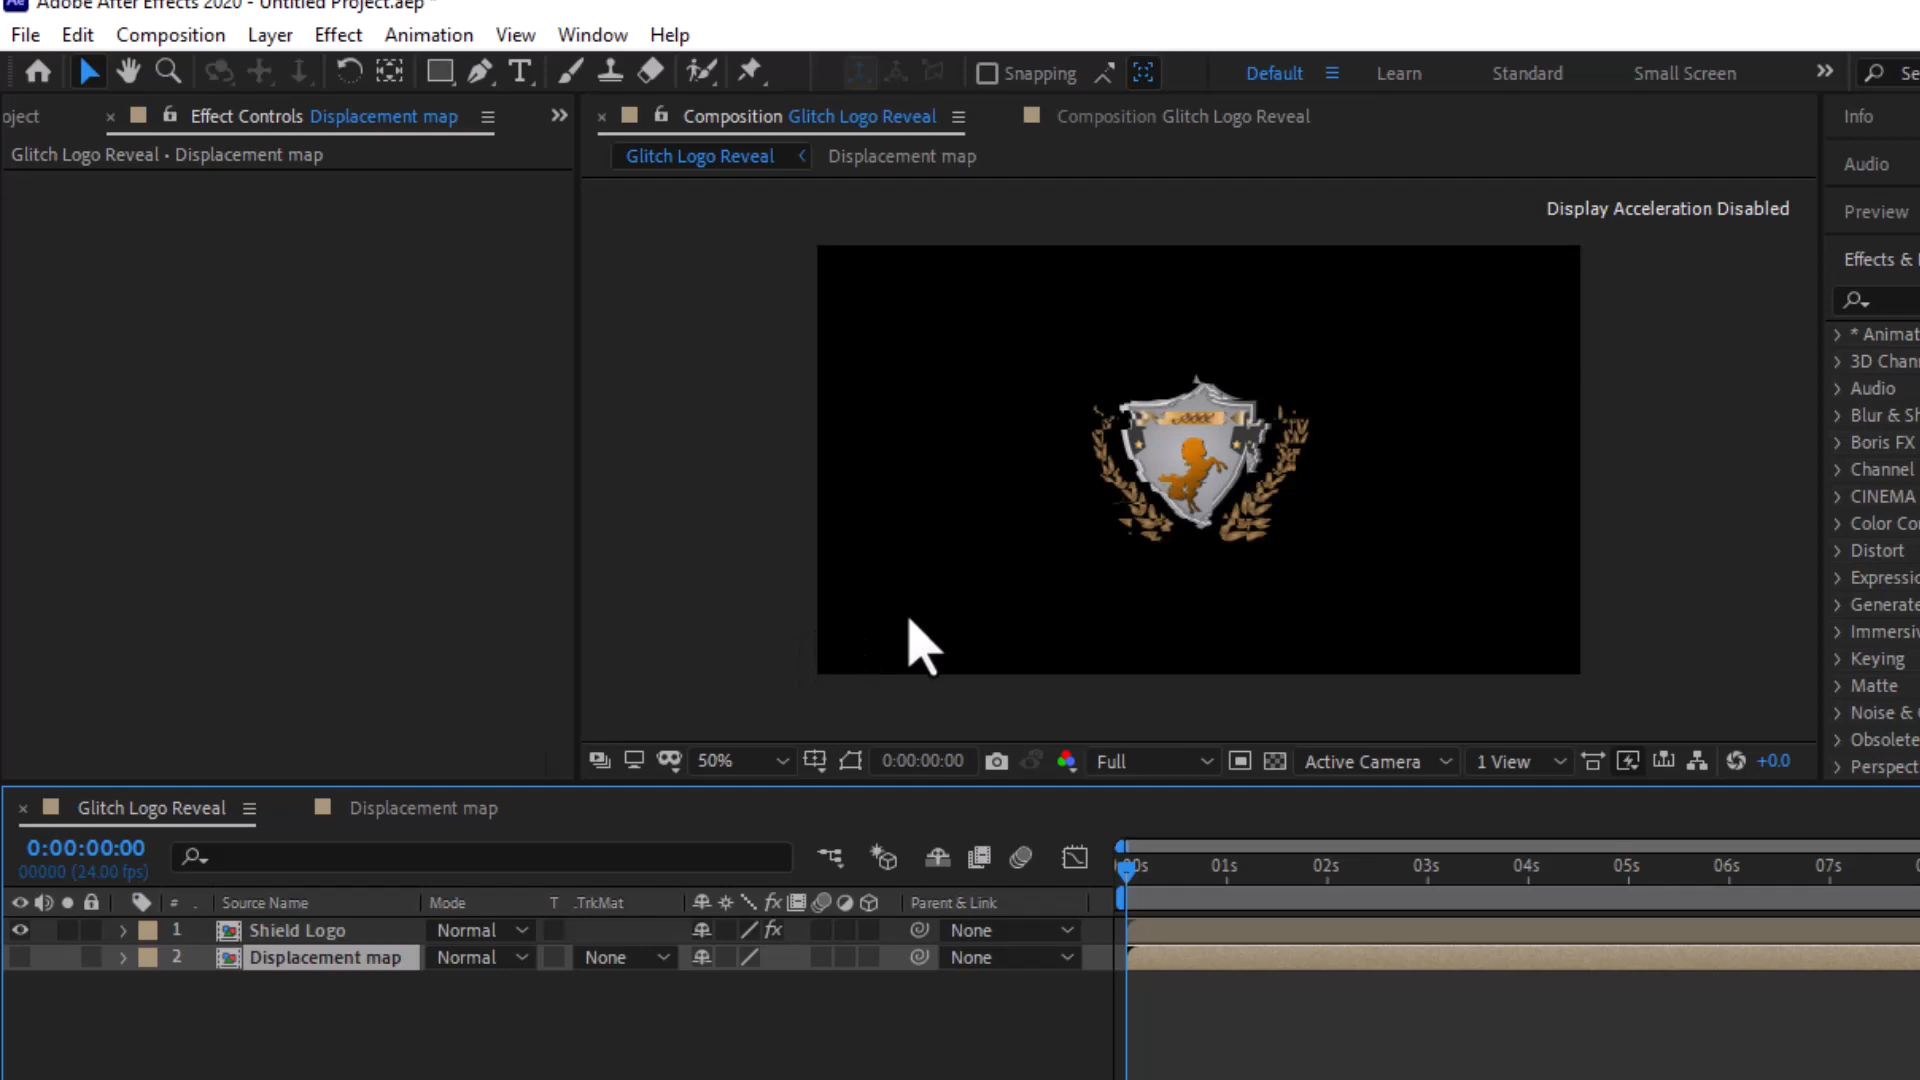 Adobe After Effects 2020 - Untitled Project.aep *
File Edit Composition Layer Effect Animation View Window Help
Snapping Default Learn Standard Small Screen Se
oject Effect Controls Displacement map
Glitch Logo Reveal • Displacement map
Composition Glitch Logo Reveal Composition Glitch Logo Reveal
Glitch Logo Reveal Displacement map
Display Acceleration Disabled
Info
Audio
Preview
Effects &
* Animat
3D Chan
Audio
Blur & Sh
Boris FX
Channel
CINEMA
Color Co
Distort
Expressio
Generate
Immersiv
Keying
Matte
Noise &
Obsolete
Perspect
50% 0:00:00:00 Full Active Camera 1 View +0.0
Glitch Logo Reveal Displacement map
0:00:00:00
00000 (24.00 fps)
:00s 01s 02s 03s 04s 05s 06s 07s
# Source Name Mode T .TrkMat fx Parent & Link
1 Shield Logo Normal fx None
2 Displacement map Normal None None